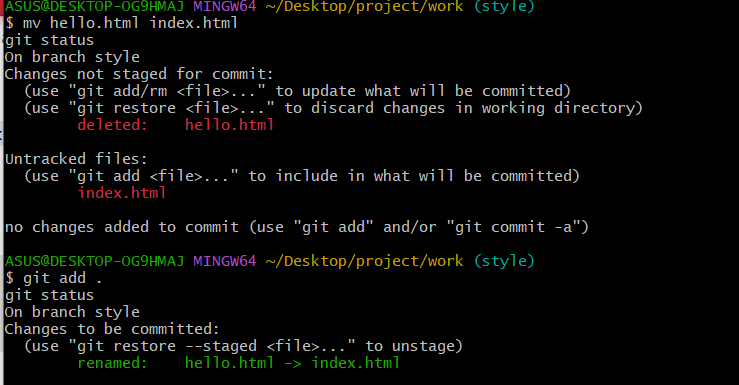 ASUS@DESKTOP-OG9HMAJ MINGW64 ~/Desktop/project/work (style)
$ mv hello.html index.html
git status
On branch style
Changes not staged for commit:
  (use "git add/rm <file>..." to update what will be committed)
  (use "git restore <file>..." to discard changes in working directory)
        deleted:    hello.html

Untracked files:
  (use "git add <file>..." to include in what will be committed)
        index.html

no changes added to commit (use "git add" and/or "git commit -a")

ASUS@DESKTOP-OG9HMAJ MINGW64 ~/Desktop/project/work (style)
$ git add .
git status
On branch style
Changes to be committed:
  (use "git restore --staged <file>..." to unstage)
        renamed:    hello.html -> index.html